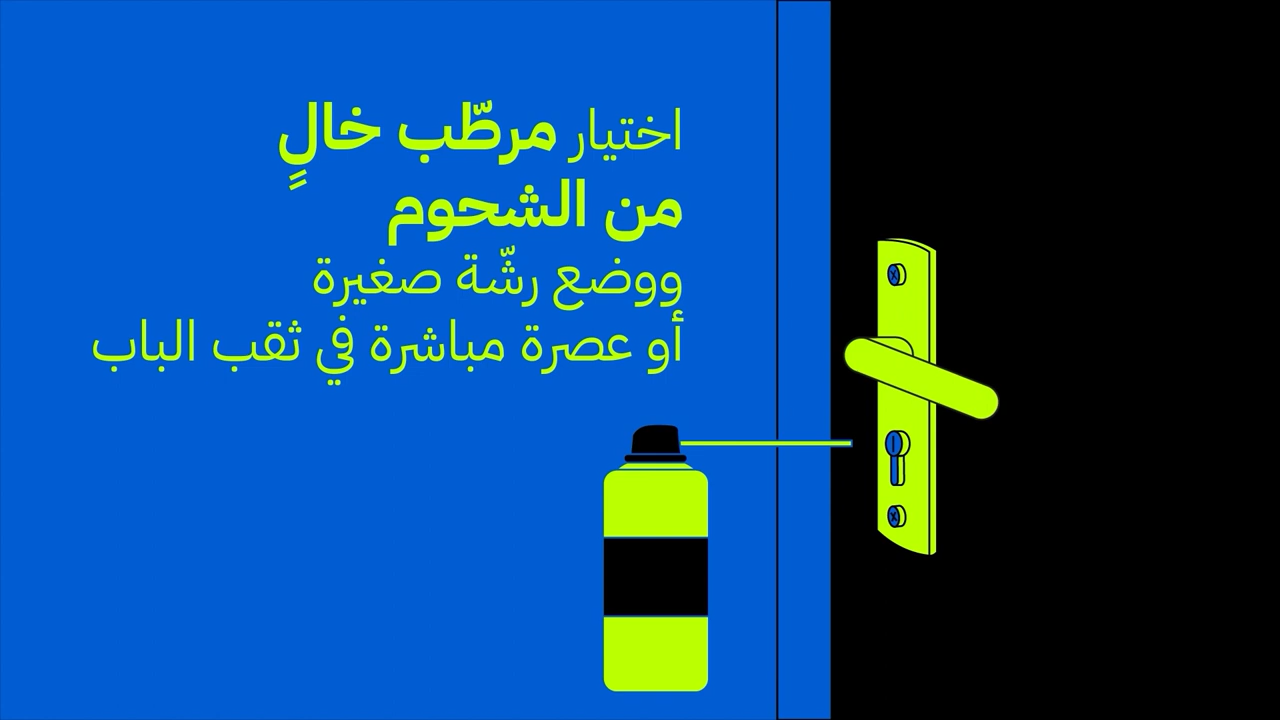 اختيار مرطّب خالٍ
من الشحوم
ووضع رشّة صغيرة
أو عصرة مباشرة في ثقب الباب